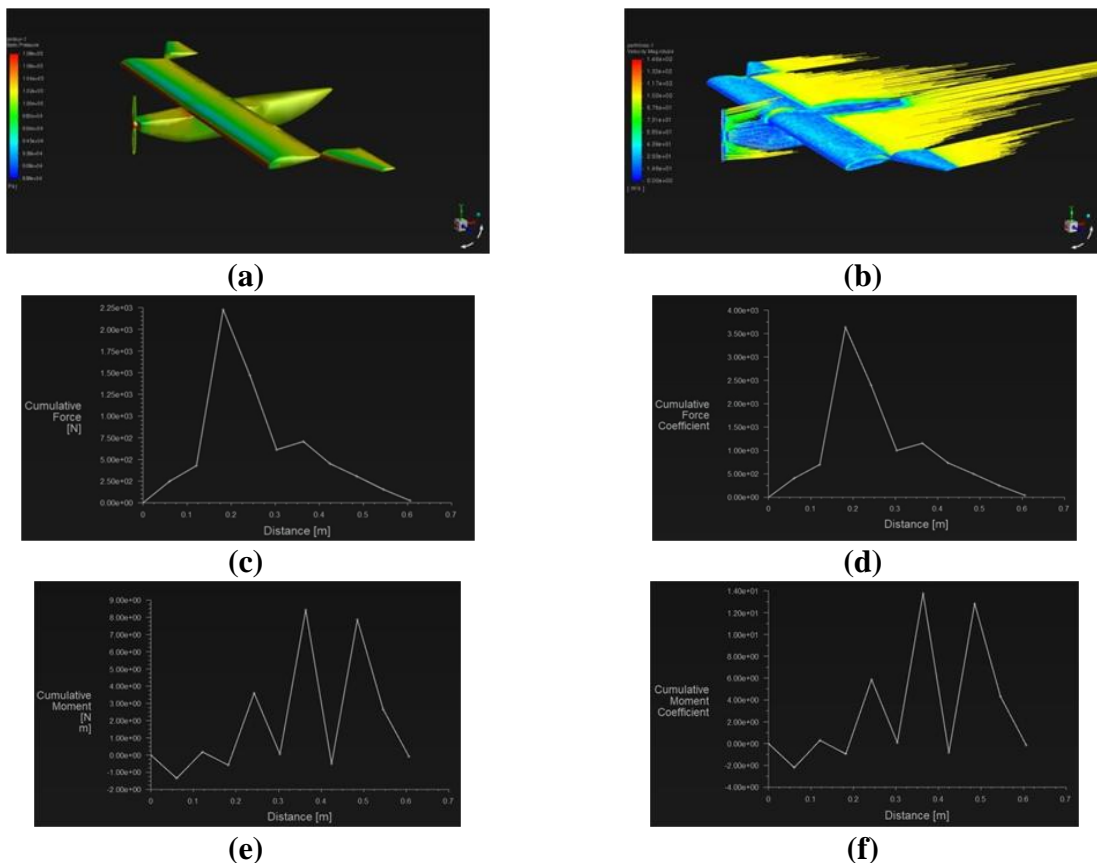 contour-1
Static Pressure
[ Pa ]
(a)
pathlines-1
Velocity Magnitude
[ m/s ]
(b)
2.25e+03
2.00e+03
1.75e+03
1.50e+03
1.25e+03
1.00e+03
7.50e+02
5.00e+02
2.50e+02
0.00e+00
Cumulative
Force
[N]
0 0.1 0.2 0.3 0.4 0.5 0.6 0.7
Distance [m]
(c)
4.00e+03
3.50e+03
3.00e+03
2.50e+03
2.00e+03
1.50e+03
1.00e+03
5.00e+02
0.00e+00
Cumulative
Force
Coefficient
0 0.1 0.2 0.3 0.4 0.5 0.6 0.7
Distance [m]
(d)
9.00e+00
8.00e+00
7.00e+00
6.00e+00
5.00e+00
4.00e+00
3.00e+00
2.00e+00
1.00e+00
0.00e+00
-1.00e+00
-2.00e+00
Cumulative
Moment
[N
m]
0 0.1 0.2 0.3 0.4 0.5 0.6 0.7
Distance [m]
(e)
1.40e+01
1.20e+01
1.00e+01
8.00e+00
6.00e+00
4.00e+00
2.00e+00
0.00e+00
-2.00e+00
-4.00e+00
Cumulative
Moment
Coefficient
0 0.1 0.2 0.3 0.4 0.5 0.6 0.7
Distance [m]
(f)